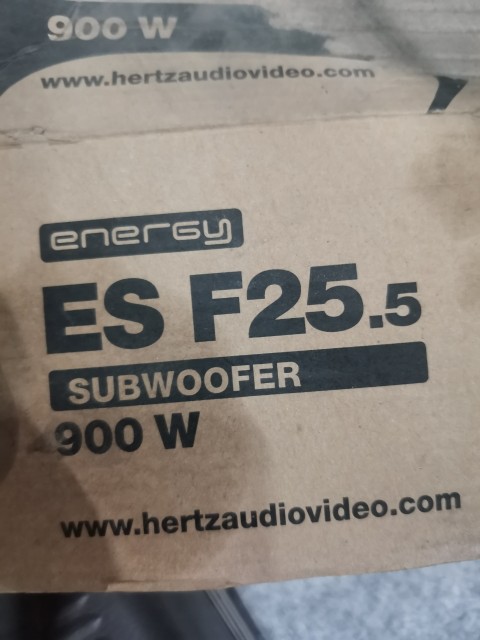 900 W
www.hertzaudiovideo.com
energy
ES F25.5
SUBWOOFER
900 W
www.hertzaudiovideo.com